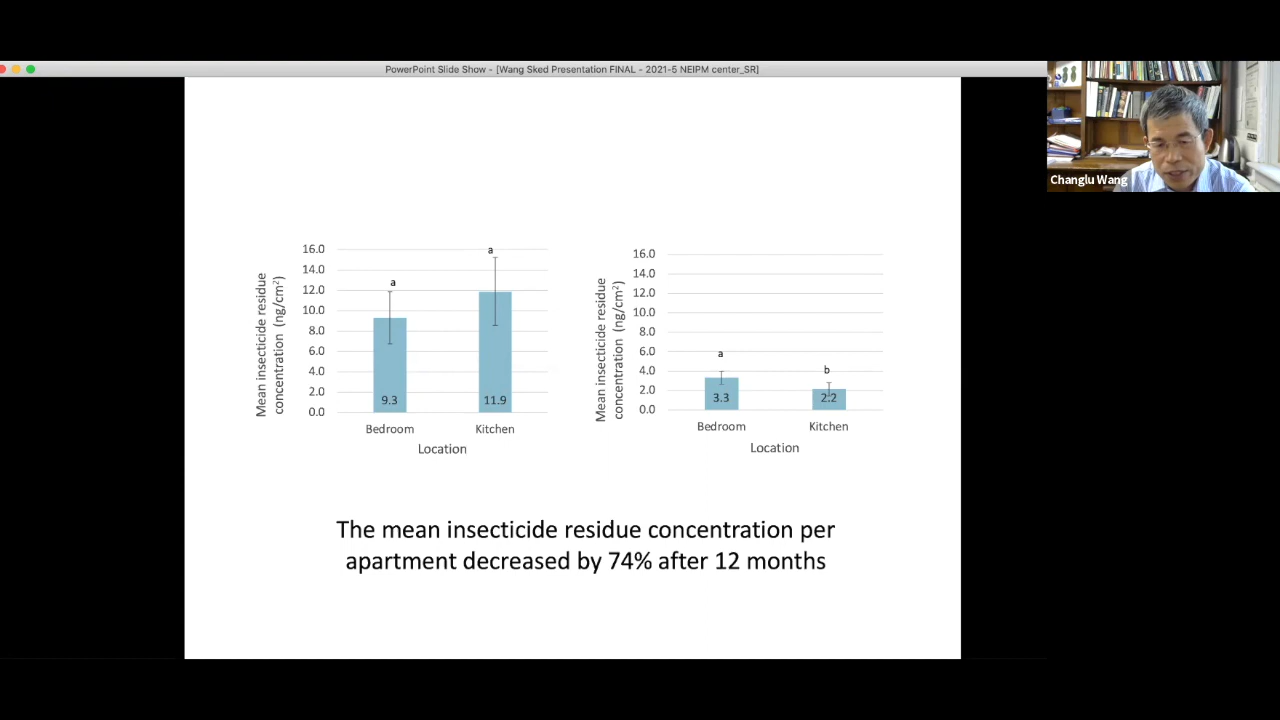 PowerPoint Slide Show - [Wang Sked Presentation FINAL - 2021-5 NEIPM center_SR]
Changlu Wang
Mean insecticide residue
concentration (ng/cm²)
16.0
14.0
12.0
10.0
8.0
6.0
4.0
2.0
0.0
a
a
9.3
11.9
Bedroom
Kitchen
Location
Mean insecticide residue
concentration (ng/cm²)
16.0
14.0
12.0
10.0
8.0
6.0
4.0
2.0
0.0
a
b
3.3
2.2
Bedroom
Kitchen
Location
The mean insecticide residue concentration per
apartment decreased by 74% after 12 months